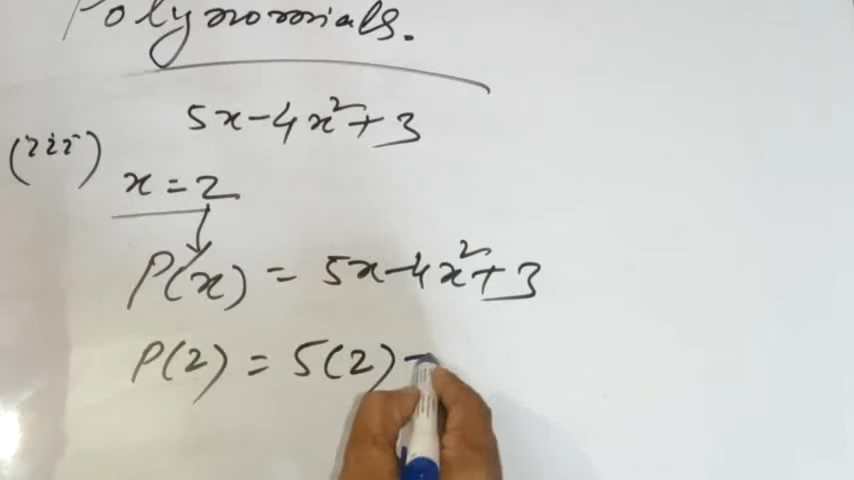 Polynomials.
5x-4x²+3
(iii)
x=2
P(x) = 5x-4x²+3
P(2) = 5(2)-